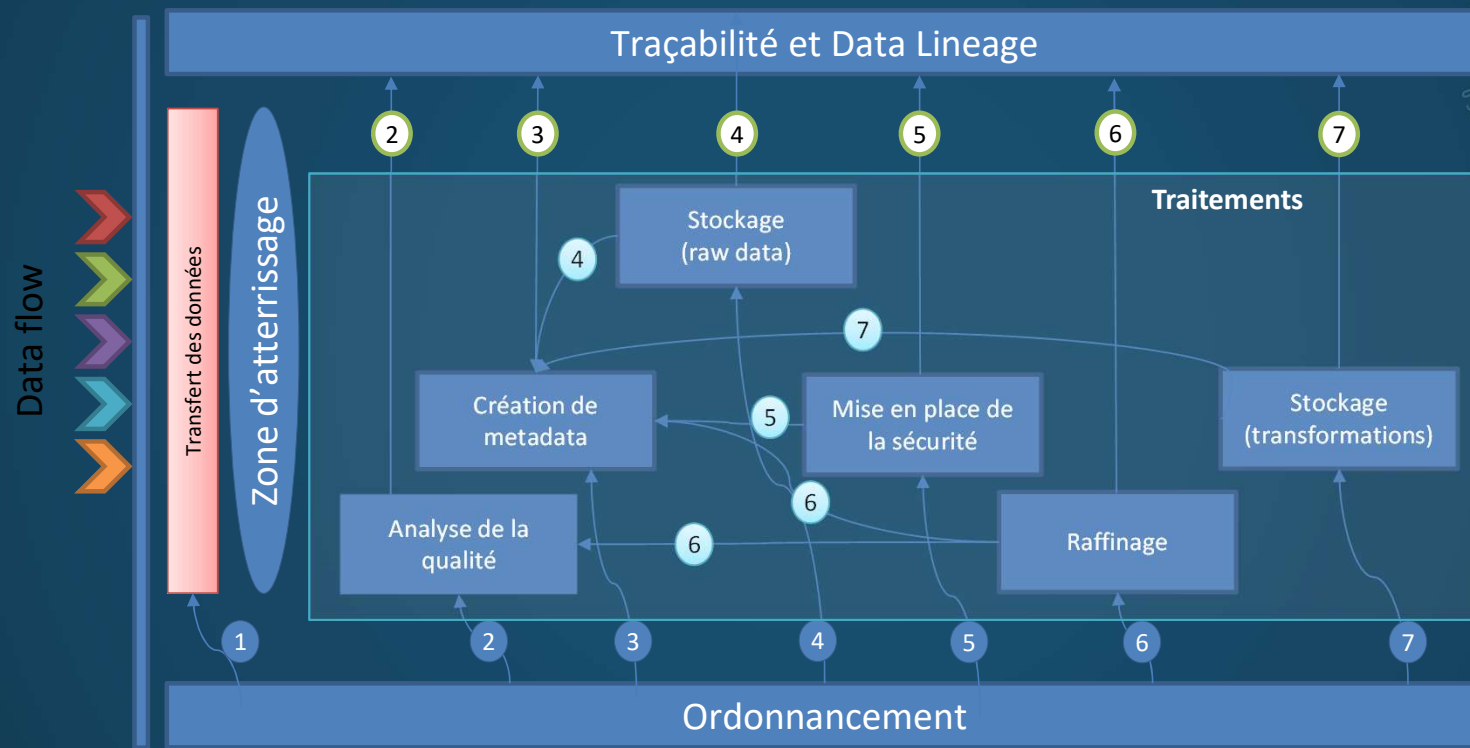 Traçabilité et Data Lineage
2
3
4
5
6
7
Data flow
Transfert des données
Zone d'atterrissage
Traitements
Stockage
(raw data)
4
7
Création de
metadata
5
Mise en place de
la sécurité
Stockage
(transformations)
6
Analyse de la
qualité
6
Raffinage
1
2
3
4
5
6
7
Ordonnancement